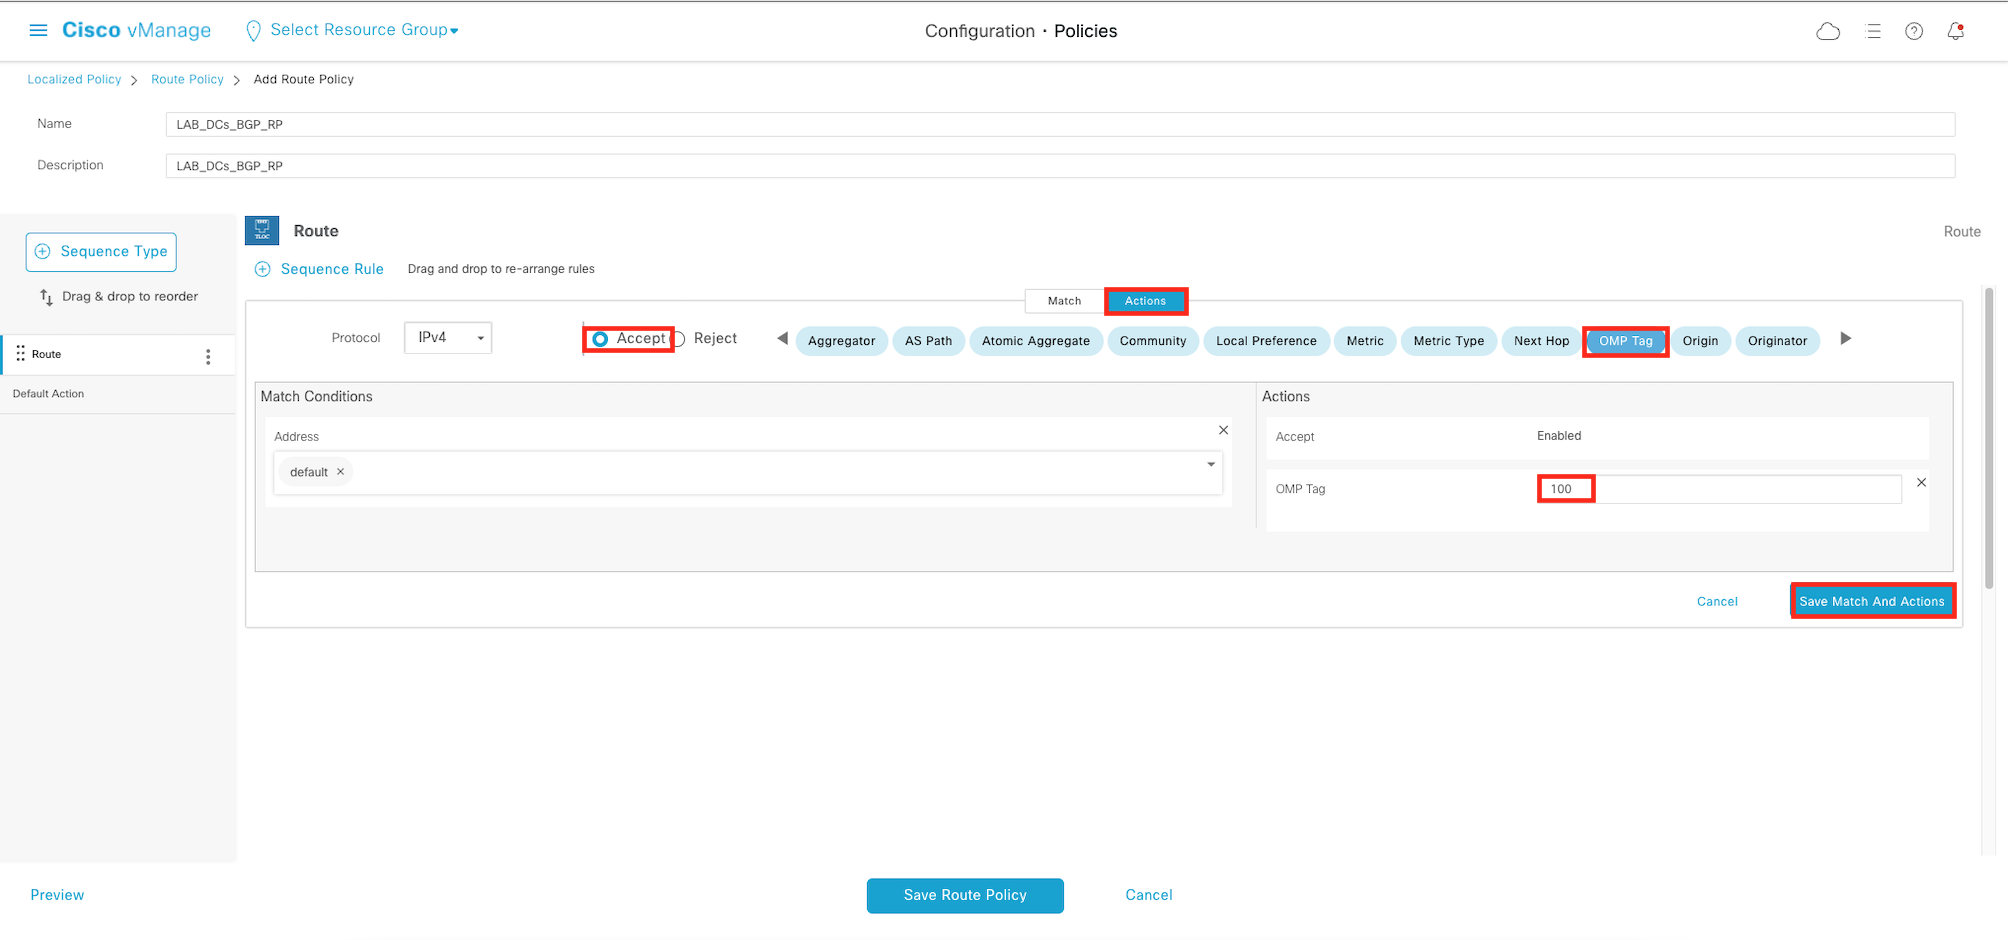 Cisco vManage
Select Resource Group
Configuration · Policies
Localized Policy > Route Policy > Add Route Policy
Name
LAB_DCs_BGP_RP
Description
LAB_DCs_BGP_RP
Sequence Type
Drag & drop to reorder
Route
Default Action
TLOC
Route
Route
Sequence Rule
Drag and drop to re-arrange rules
Match
Actions
Protocol
IPv4
Accept
Reject
Aggregator
AS Path
Atomic Aggregate
Community
Local Preference
Metric
Metric Type
Next Hop
OMP Tag
Origin
Originator
Match Conditions
Address
default
Actions
Accept
Enabled
OMP Tag
100
Cancel
Save Match And Actions
Preview
Save Route Policy
Cancel